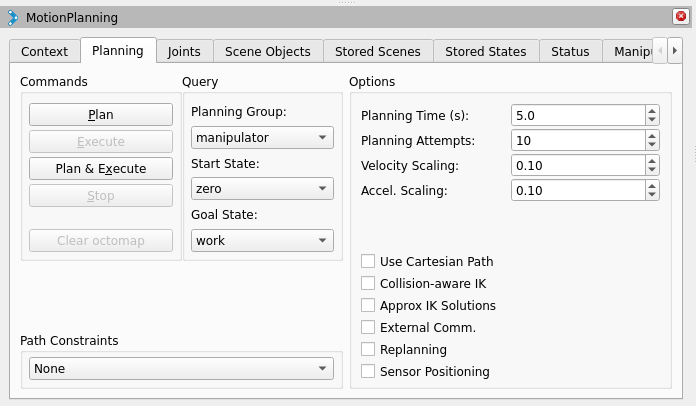 MotionPlanning
Context Planning Joints Scene Objects Stored Scenes Stored States Status Manipu
Commands
Plan
Execute
Plan & Execute
Stop
Clear octomap
Query
Planning Group:
manipulator
Start State:
zero
Goal State:
work
Path Constraints
None
Options
Planning Time (s): 5.0
Planning Attempts: 10
Velocity Scaling: 0.10
Accel. Scaling: 0.10
Use Cartesian Path
Collision-aware IK
Approx IK Solutions
External Comm.
Replanning
Sensor Positioning